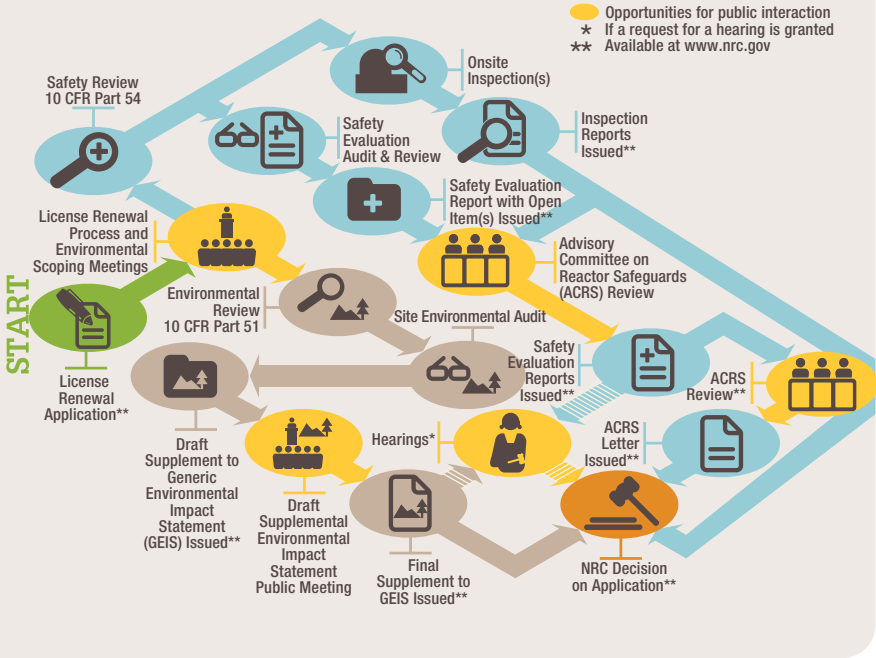 Opportunities for public interaction
* If a request for a hearing is granted
** Available at www.nrc.gov
Onsite
Inspection(s)
Safety Review
10 CFR Part 54
Inspection
Reports
Issued**
Safety
Evaluation
Audit & Review
Safety Evaluation
Report with Open
Item(s) Issued**
License Renewal
Process and
Environmental
Scoping Meetings
Advisory
Committee on
Reactor Safeguards
(ACRS) Review
START
Environmental
Review
10 CFR Part 51
Site Environmental Audit
License
Renewal
Application**
Safety
Evaluation
Reports
Issued**
ACRS
Review**
Draft
Supplement to
Generic
Environmental
Impact
Statement
(GEIS) Issued**
Hearings*
ACRS
Letter
Issued**
Draft
Supplemental
Environmental
Impact
Statement
Public Meeting
Final
Supplement to
GEIS Issued**
NRC Decision
on Application**